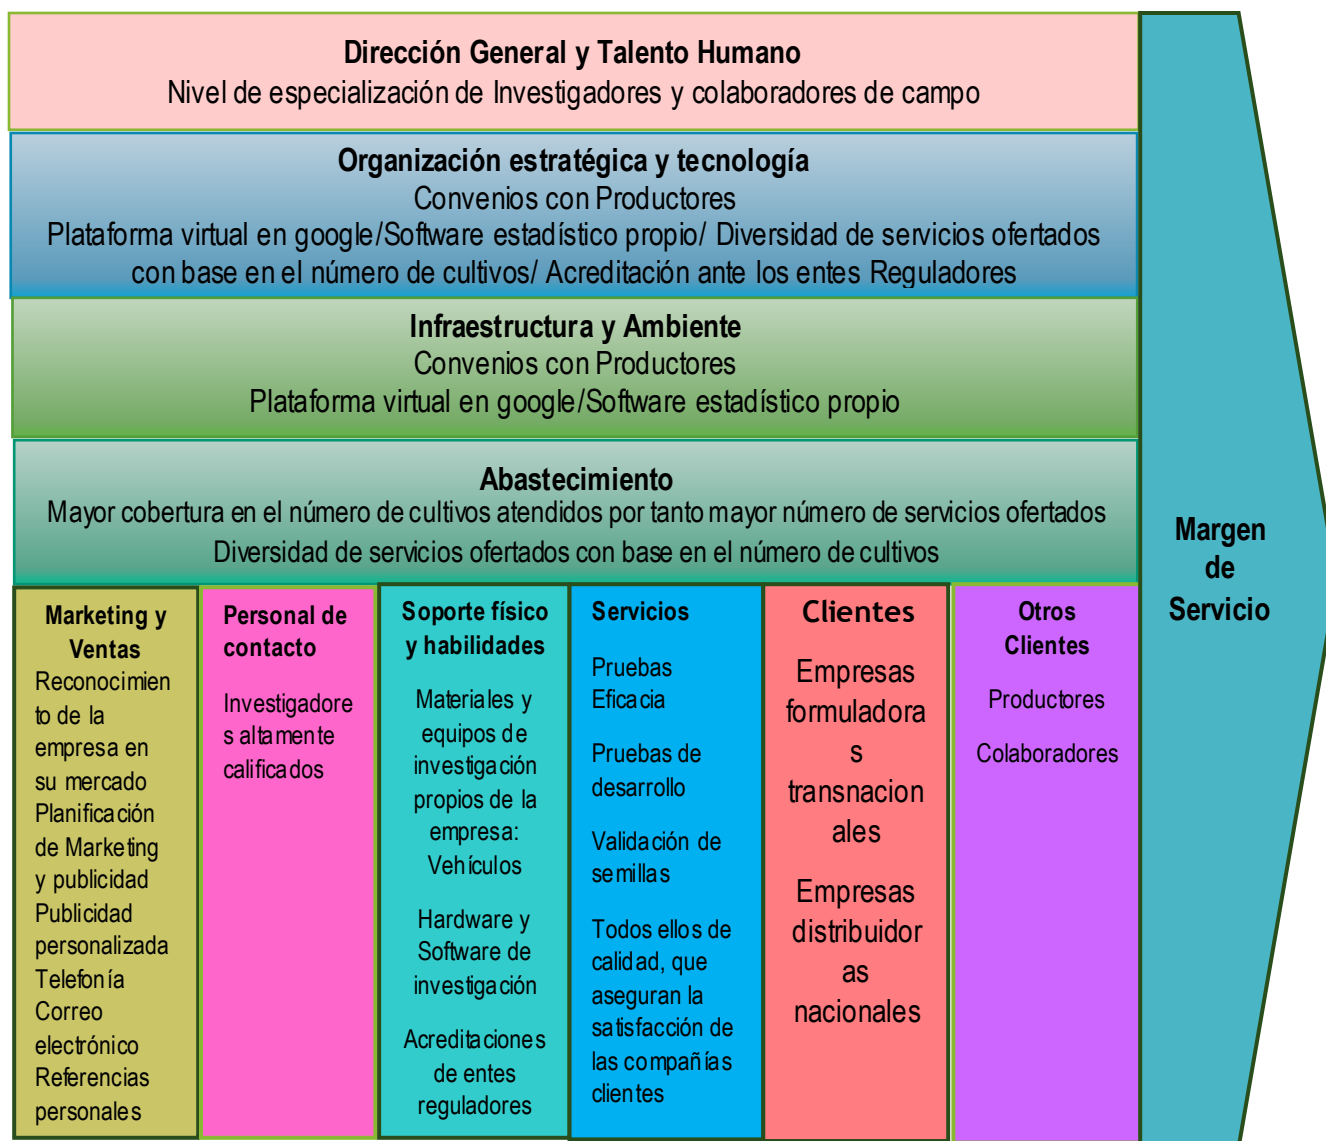 Dirección General y Talento Humano
Nivel de especialización de Investigadores y colaboradores de campo
Organización estratégica y tecnología
Convenios con Productores
Plataforma virtual en google/Software estadístico propio/ Diversidad de servicios ofertados
con base en el número de cultivos/ Acreditación ante los entes Reguladores
Infraestructura y Ambiente
Convenios con Productores
Plataforma virtual en google/Software estadístico propio
Abastecimiento
Mayor cobertura en el número de cultivos atendidos por tanto mayor número de servicios ofertados
Diversidad de servicios ofertados con base en el número de cultivos
Marketing y
Ventas
Reconocimien
to de la
empresa en
su mercado
Planificación
de Marketing
y publicidad
Publicidad
personalizada
Telefonía
Correo
electrónico
Referencias
personales
Personal de
contacto
Investigadore
s altamente
calificados
Soporte físico
y habilidades
Materiales y
equipos de
investigación
propios de la
empresa:
Vehículos
Hardware y
Software de
investigación
Acreditaciones
de entes
reguladores
Servicios
Pruebas
Eficacia
Pruebas de
desarrollo
Validación de
semillas
Todos ellos de
calidad, que
aseguran la
satisfacción de
las compañías
clientes
Clientes
Empresas
formuladora
s
transnacion
ales
Empresas
distribuidor
as
nacionales
Otros
Clientes
Productores
Colaboradores
Margen
de
Servicio